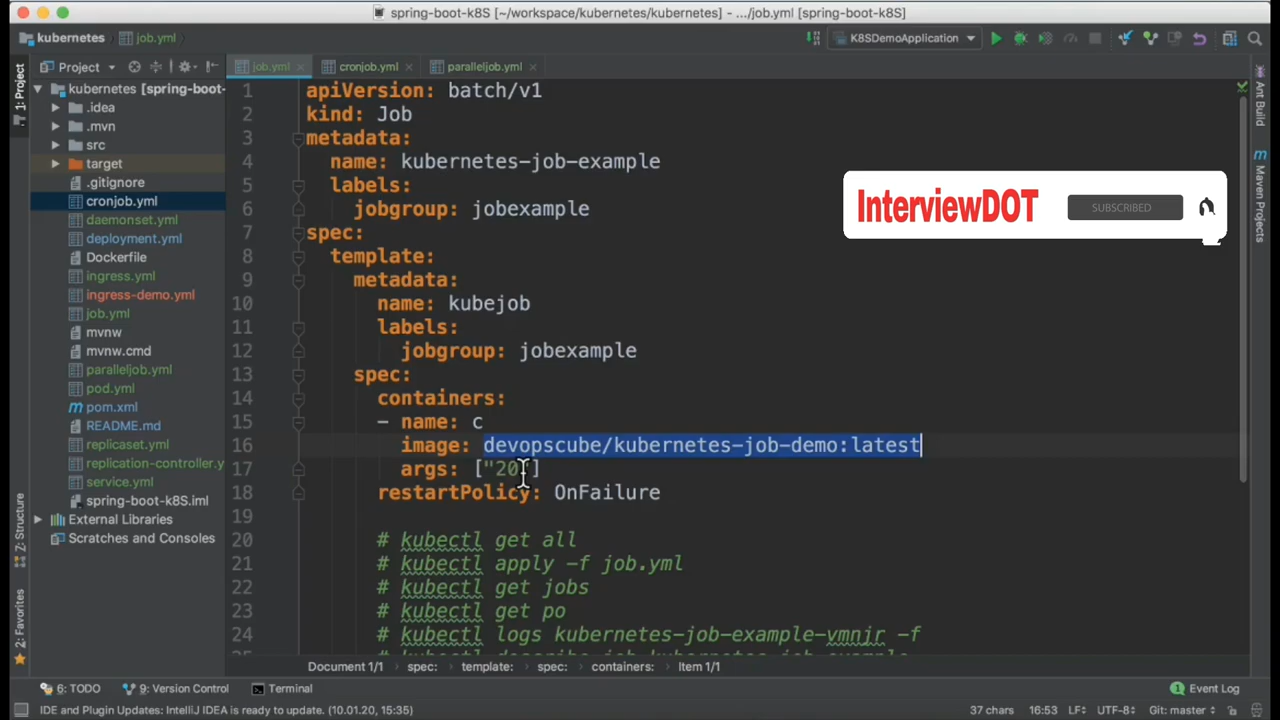 spring-boot-k8S [~/workspace/kubernetes/kubernetes] - .../job.yml [spring-boot-k8S]
kubernetes
job.yml
K8SDemoApplication
Project
job.yml
cronjob.yml
paralleljob.yml
1: Project
Z: Structure
2: Favorites
kubernetes [spring-boot-
.idea
.mvn
src
target
.gitignore
cronjob.yml
daemonset.yml
deployment.yml
Dockerfile
ingress.yml
ingress-demo.yml
job.yml
mvnw
mvnw.cmd
paralleljob.yml
pod.yml
pom.xml
README.md
replicaset.yml
replication-controller.y
service.yml
spring-boot-k8S.iml
External Libraries
Scratches and Consoles
1 apiVersion: batch/v1
2 kind: Job
3 metadata:
4 name: kubernetes-job-example
5 labels:
6 jobgroup: jobexample
7 spec:
8 template:
9 metadata:
10 name: kubejob
11 labels:
12 jobgroup: jobexample
13 spec:
14 containers:
15 - name: c
16 image: devopscube/kubernetes-job-demo:latest
17 args: ["20"]
18 restartPolicy: OnFailure
19
20 # kubectl get all
21 # kubectl apply -f job.yml
22 # kubectl get jobs
23 # kubectl get po
24 # kubectl logs kubernetes-job-example-vmnjr -f
# kubectl describe job kubernetes-job-example
InterviewDOT
SUBSCRIBED
Ant Build
Maven Projects
Document 1/1 spec: template: spec: containers: Item 1/1
6: TODO
9: Version Control
Terminal
1 Event Log
IDE and Plugin Updates: IntelliJ IDEA is ready to update. (10.01.20, 15:35)
37 chars 16:53 LF UTF-8 Git: master